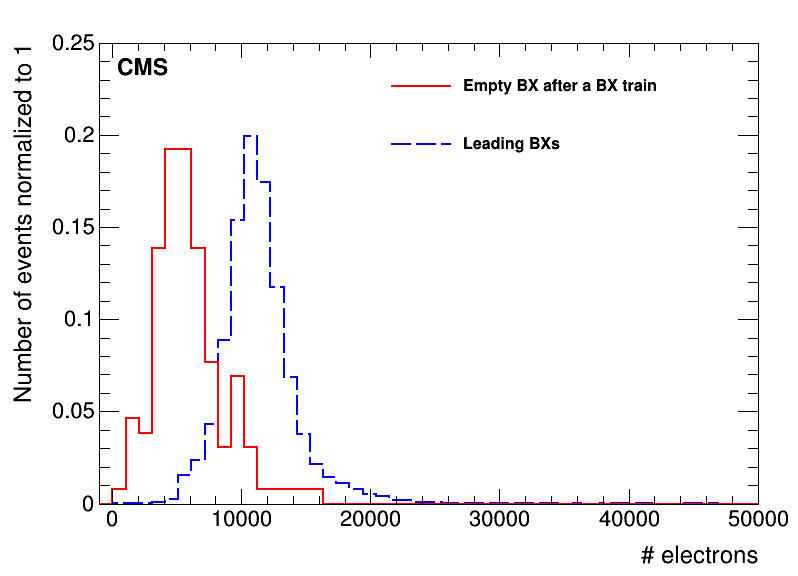 CMS
Empty BX after a BX train
Leading BXs
Number of events normalized to 1
0.25
0.2
0.15
0.1
0.05
0
0 10000 20000 30000 40000 50000
# electrons